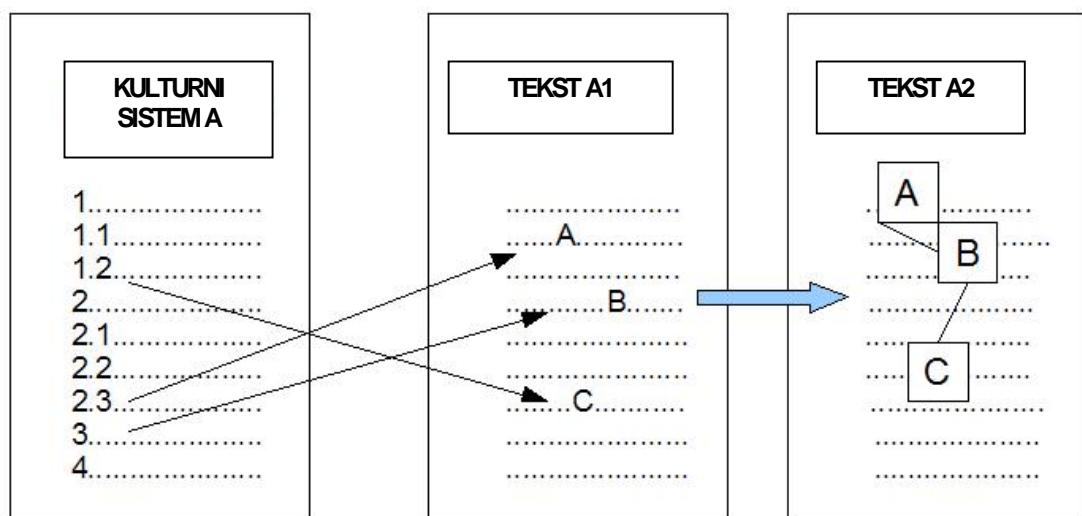 KULTURNI
SISTEM A
1......................
1.1....................
1.2....................
2......................
2.1....................
2.2....................
2.3....................
3......................
4......................
TEKST A1
......................
......A..............
......................
.............B.......
......................
......................
........C...........
......................
......................
TEKST A2
A
B
C